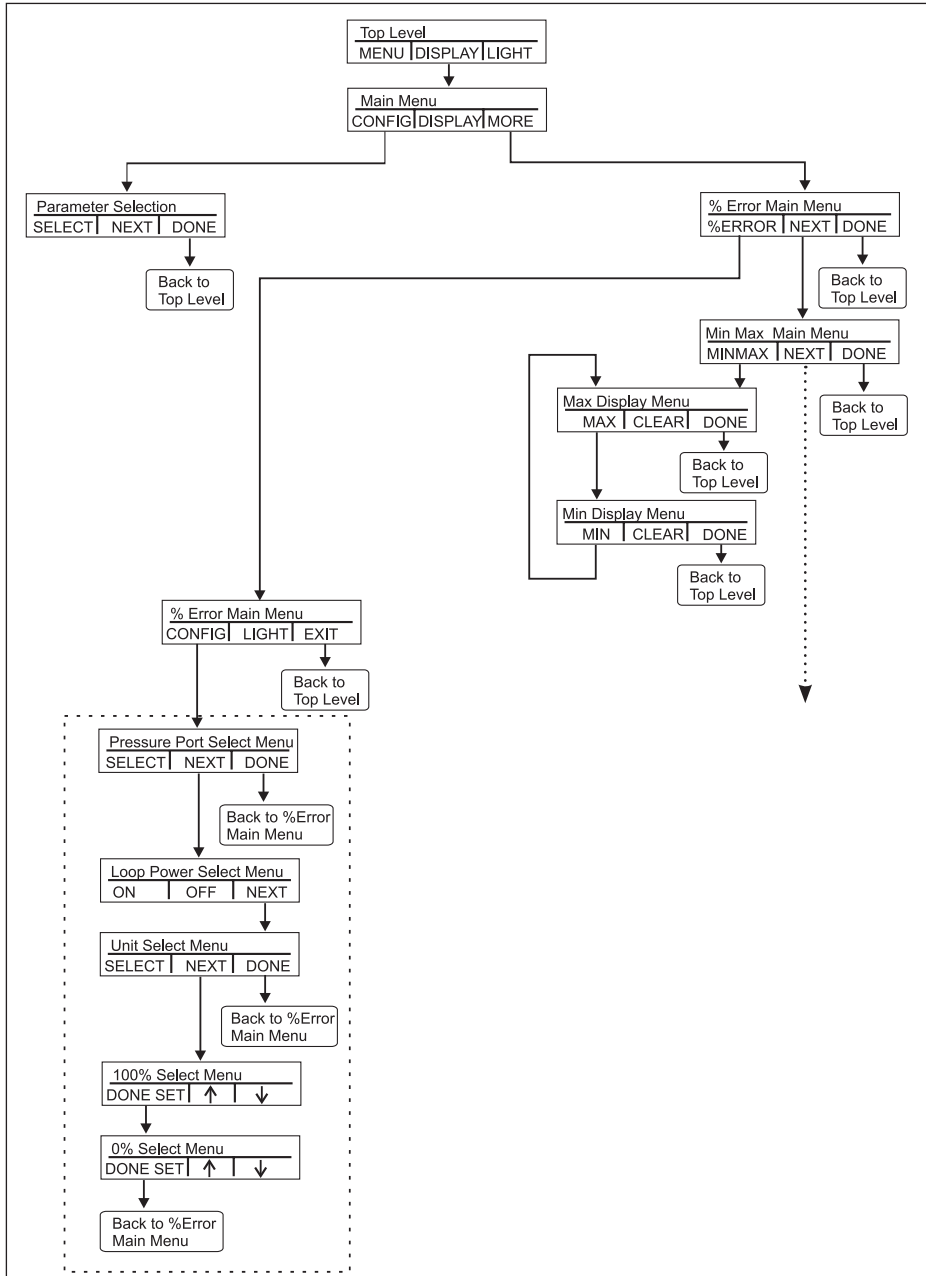 Top Level
MENU DISPLAY LIGHT
Main Menu
CONFIG DISPLAY MORE
Parameter Selection
SELECT NEXT DONE
Back to
Top Level
% Error Main Menu
%ERROR NEXT DONE
Back to
Top Level
Min Max Main Menu
MINMAX NEXT DONE
Back to
Top Level
Max Display Menu
MAX CLEAR DONE
Back to
Top Level
Min Display Menu
MIN CLEAR DONE
Back to
Top Level
% Error Main Menu
CONFIG LIGHT EXIT
Back to
Top Level
Pressure Port Select Menu
SELECT NEXT DONE
Back to %Error
Main Menu
Loop Power Select Menu
ON OFF NEXT
Unit Select Menu
SELECT NEXT DONE
Back to %Error
Main Menu
100% Select Menu
DONE SET ↑ ↓
0% Select Menu
DONE SET ↑ ↓
Back to %Error
Main Menu